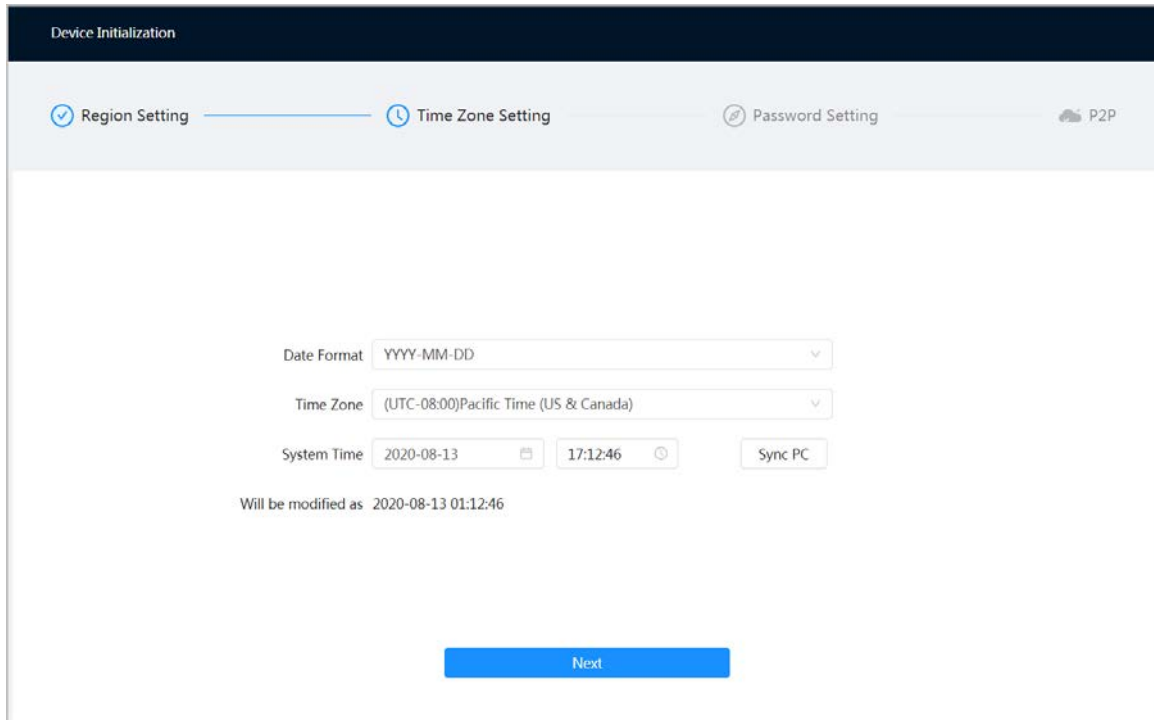 Device Initialization
Region Setting Time Zone Setting Password Setting P2P
Date Format YYYY-MM-DD
Time Zone (UTC-08:00)Pacific Time (US & Canada)
System Time 2020-08-13 17:12:46 Sync PC
Will be modified as 2020-08-13 01:12:46
Next